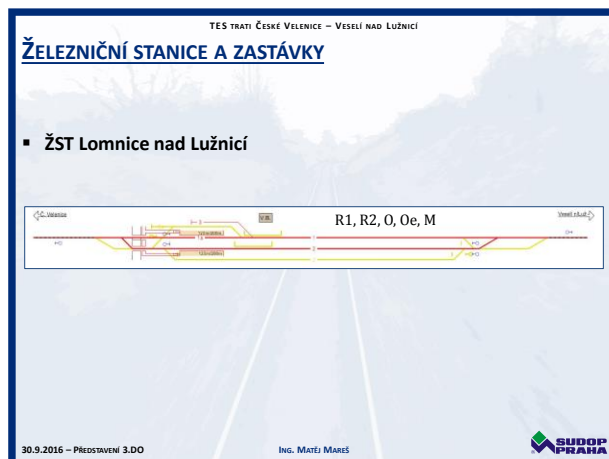 TES TRATI ČESKÉ VELENICE – VESELÍ NAD LUŽNICÍ
ŽELEZNIČNÍ STANICE A ZASTÁVKY
▪ ŽST Lomnice nad Lužnicí
Č. Velenice
V.B.
R1, R2, O, Oe, M
Veselí n/Luž
30.9.2016 – PŘEDSTAVENÍ 3.DO
ING. MATĚJ MAREŠ
SUDOP
PRAHA